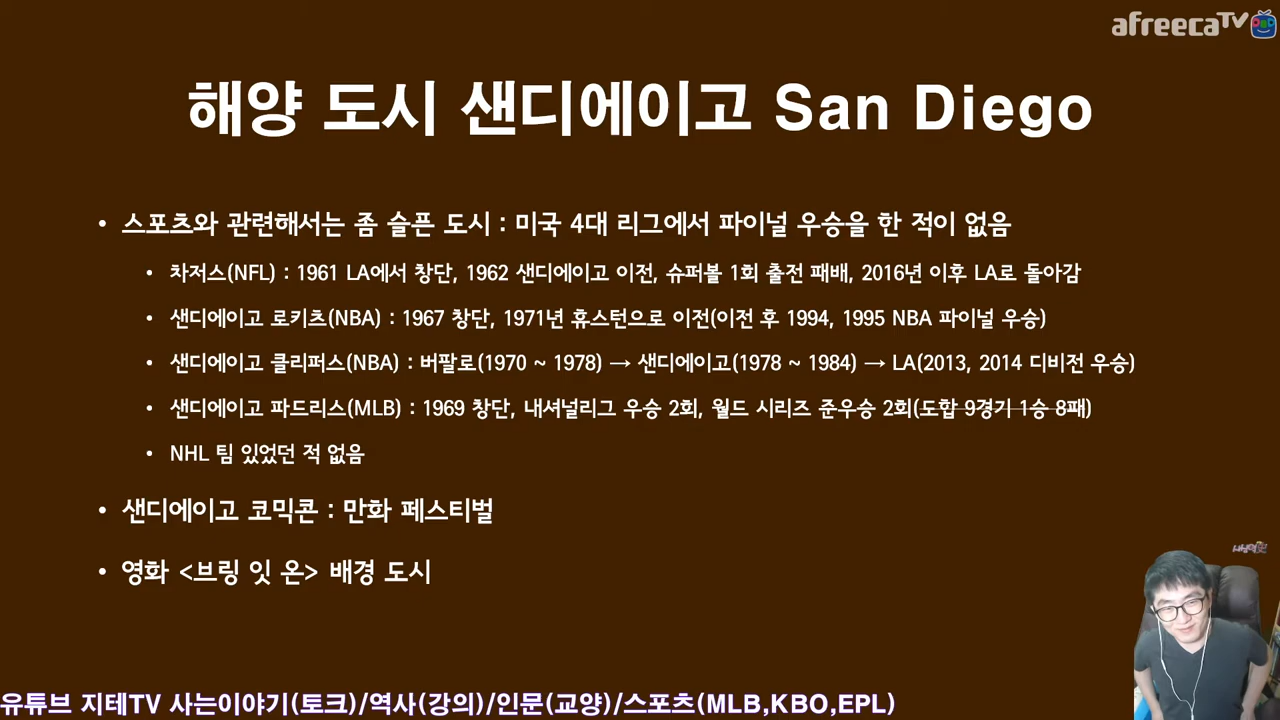 afreecaTV
해양 도시 샌디에이고 San Diego
• 스포츠와 관련해서는 좀 슬픈 도시 : 미국 4대 리그에서 파이널 우승을 한 적이 없음
• 차저스(NFL) : 1961 LA에서 창단, 1962 샌디에이고 이전, 슈퍼볼 1회 출전 패배, 2016년 이후 LA로 돌아감
• 샌디에이고 로키츠(NBA) : 1967 창단, 1971년 휴스턴으로 이전(이전 후 1994, 1995 NBA 파이널 우승)
• 샌디에이고 클리퍼스(NBA) : 버팔로(1970 ~ 1978) → 샌디에이고(1978 ~ 1984) → LA(2013, 2014 디비전 우승)
• 샌디에이고 파드리스(MLB) : 1969 창단, 내셔널리그 우승 2회, 월드 시리즈 준우승 2회(도합 9경기 1승 8패)
• NHL 팀 있었던 적 없음
• 샌디에이고 코믹콘 : 만화 페스티벌
• 영화 <브링 잇 온> 배경 도시
유튜브 지테TV 사는이야기(토크)/역사(강의)/인문(교양)/스포츠(MLB,KBO,EPL)